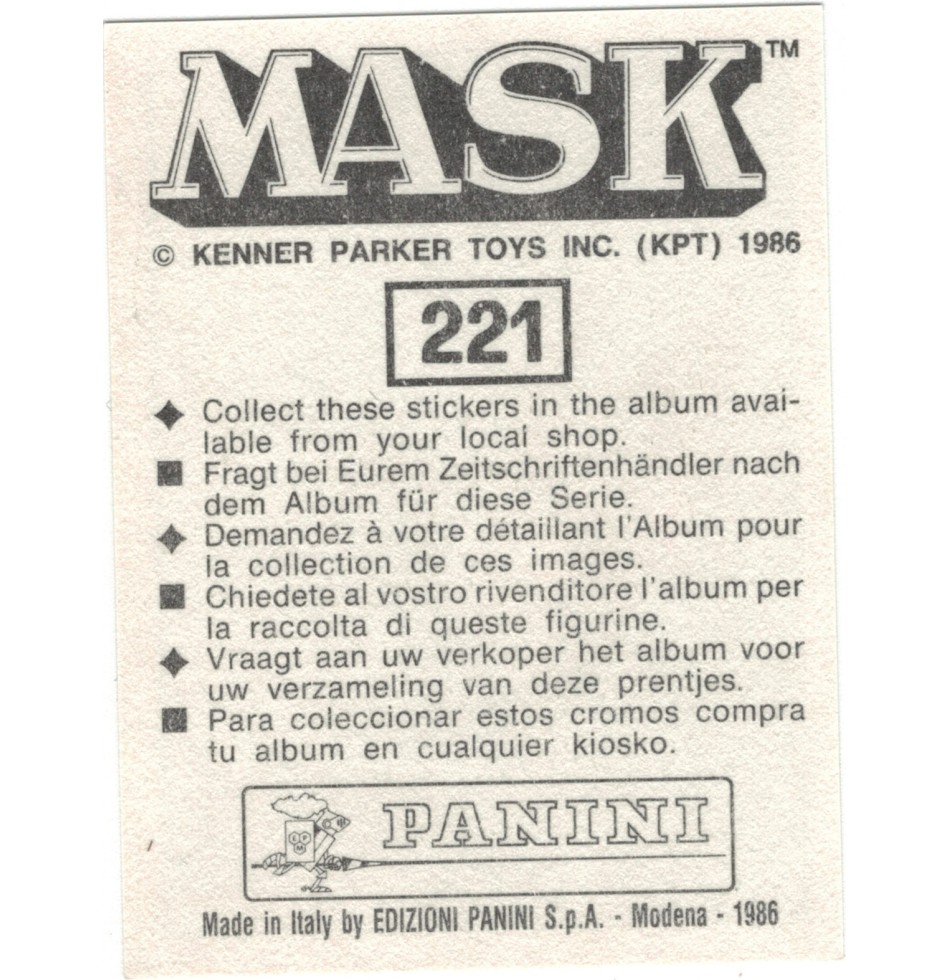 MASK™
© KENNER PARKER TOYS INC. (KPT) 1986
221
Collect these stickers in the album avai-
lable from your local shop.
Fragt bei Eurem Zeitschriftenhändler nach
dem Album für diese Serie.
Demandez à votre détaillant l'Album pour
la collection de ces images.
Chiedete al vostro rivenditore l'album per
la raccolta di queste figurine.
Vraagt aan uw verkoper het album voor
uw verzameling van deze prentjes.
Para coleccionar estos cromos compra
tu album en cualquier kiosko.
EPM
PANINI
Made in Italy by EDIZIONI PANINI S.p.A. - Modena - 1986